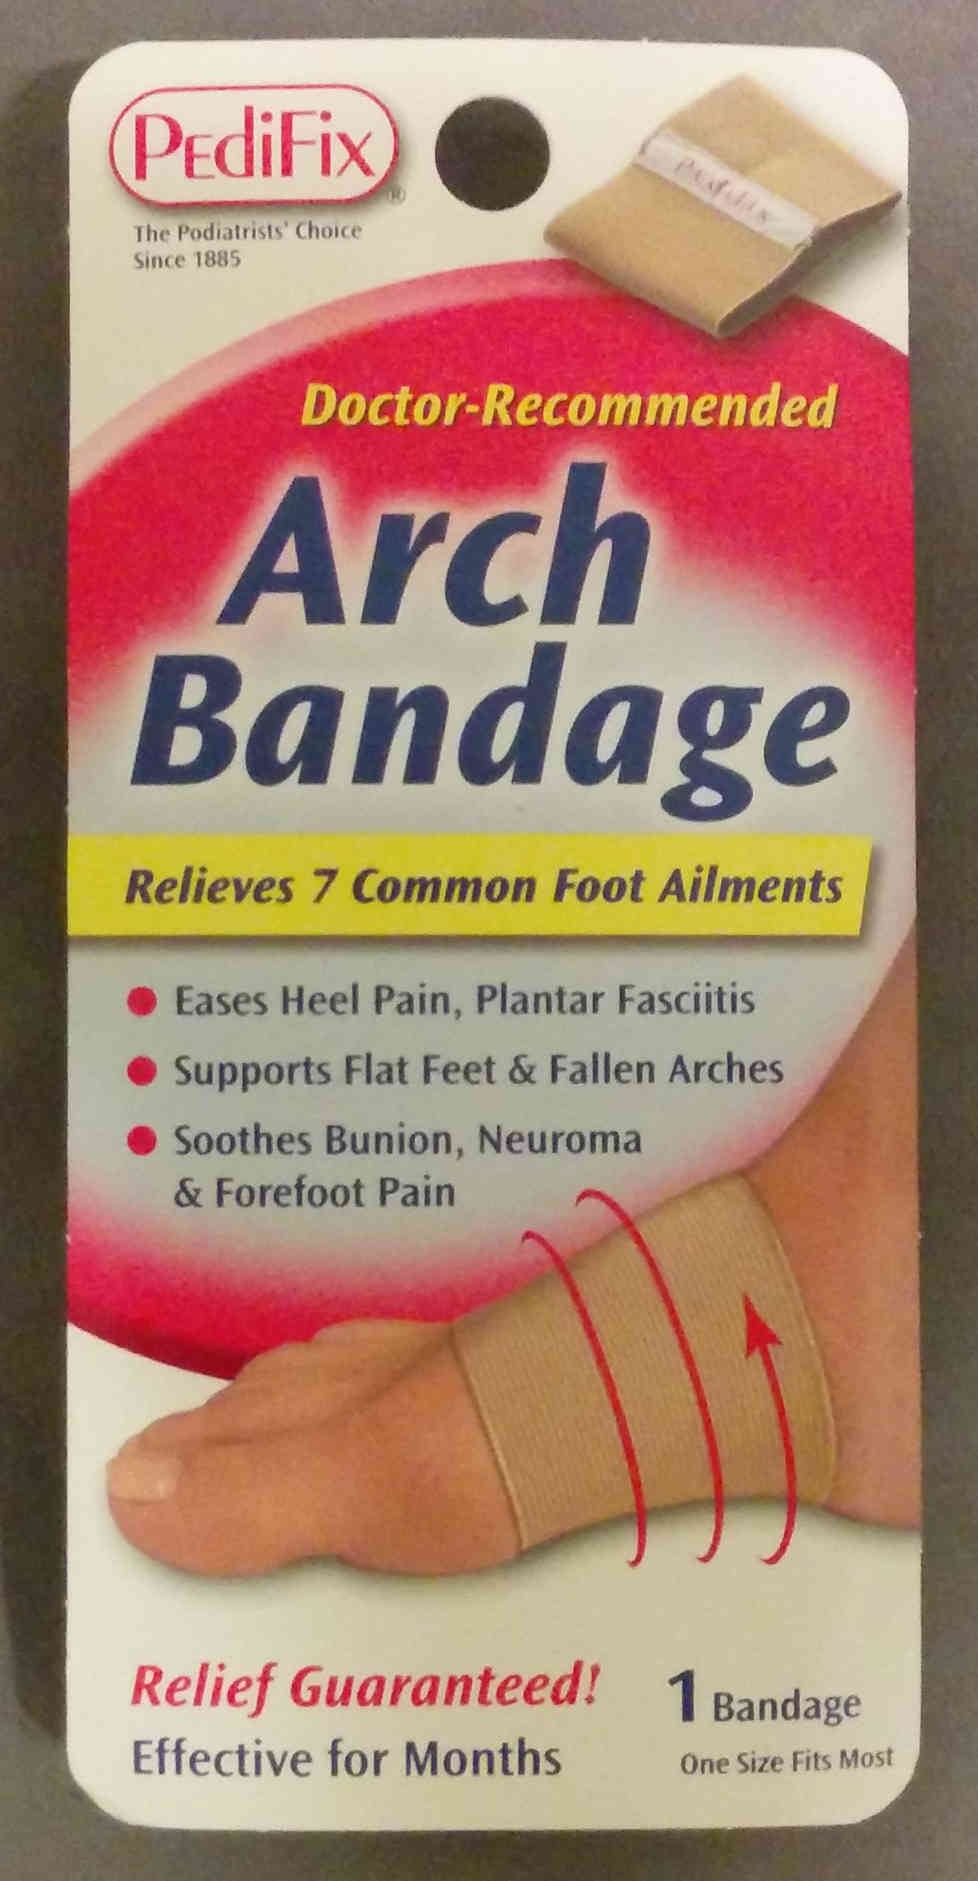 PEdiFix®
The Podiatrists' Choice
Since 1885
PediFix
Doctor-Recommended
Arch
Bandage
Relieves 7 Common Foot Ailments
● Eases Heel Pain, Plantar Fasciitis
● Supports Flat Feet & Fallen Arches
● Soothes Bunion, Neuroma
& Forefoot Pain
Relief Guaranteed!
Effective for Months
1 Bandage
One Size Fits Most